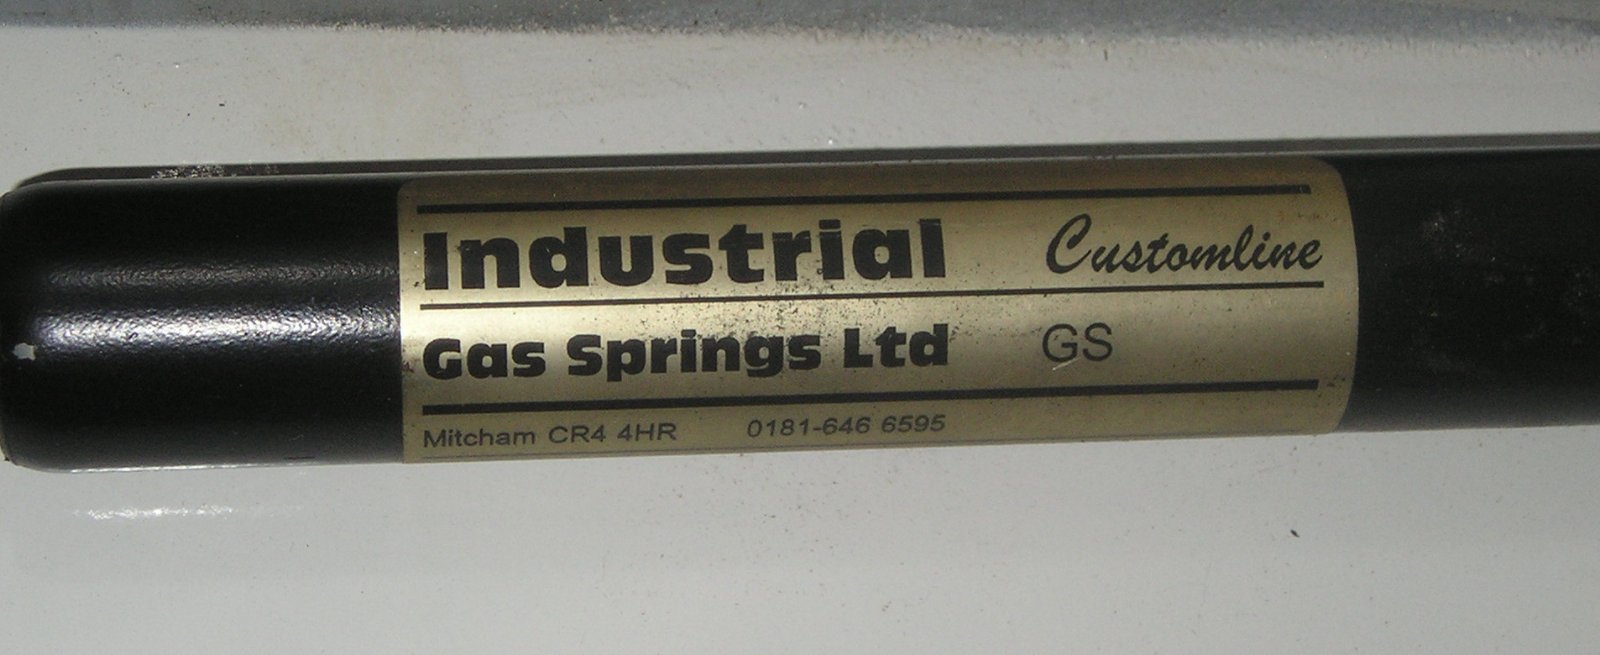 Industrial Customline
Gas Springs Ltd GS
Mitcham CR4 4HR 0181-646 6595